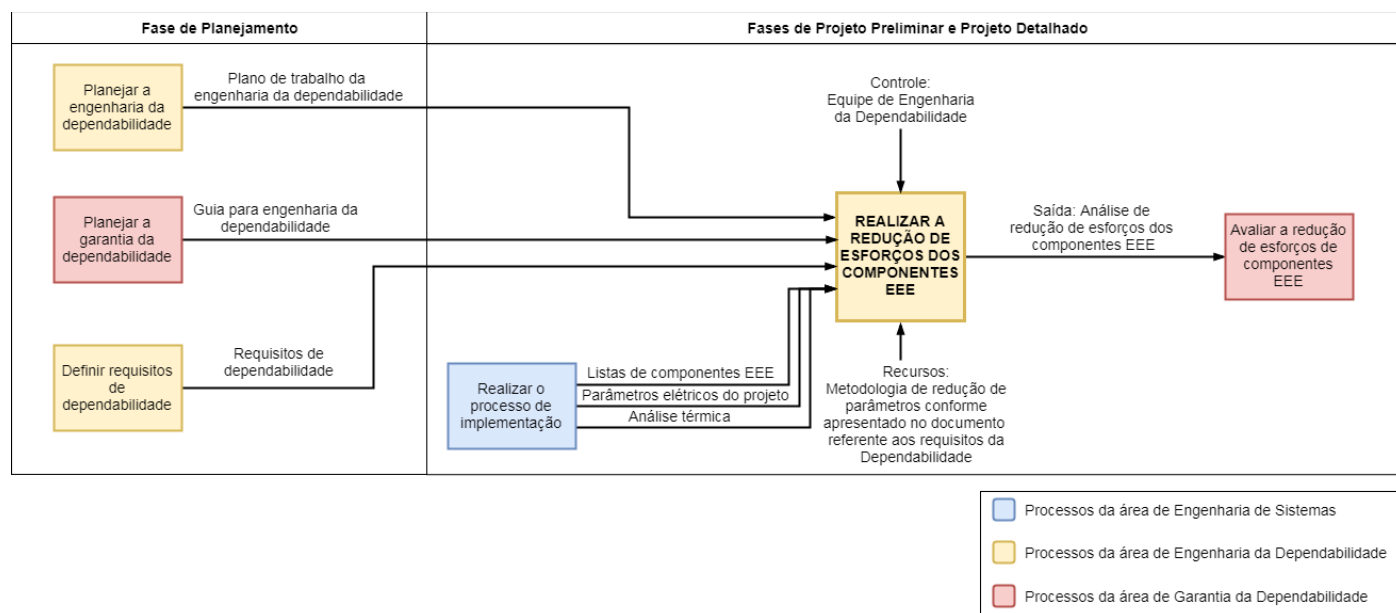 Fase de Planejamento
Fases de Projeto Preliminar e Projeto Detalhado
Planejar a
engenharia da
dependabilidade
Plano de trabalho da
engenharia da dependabilidade
Controle:
Equipe de Engenharia
da Dependabilidade
Planejar a
garantia da
dependabilidade
Guia para engenharia da
dependabilidade
REALIZAR A
REDUÇÃO DE
ESFORÇOS DOS
COMPONENTES
EEE
Saída: Análise de
redução de esforços dos
componentes EEE
Avaliar a redução
de esforços de
componentes
EEE
Definir requisitos
de
dependabilidade
Requisitos de
dependabilidade
Realizar o
processo de
implementação
Listas de componentes EEE
Parâmetros elétricos do projeto
Análise térmica
Recursos:
Metodologia de redução de
parâmetros conforme
apresentado no documento
referente aos requisitos da
Dependabilidade
Processos da área de Engenharia de Sistemas
Processos da área de Engenharia da Dependabilidade
Processos da área de Garantia da Dependabilidade